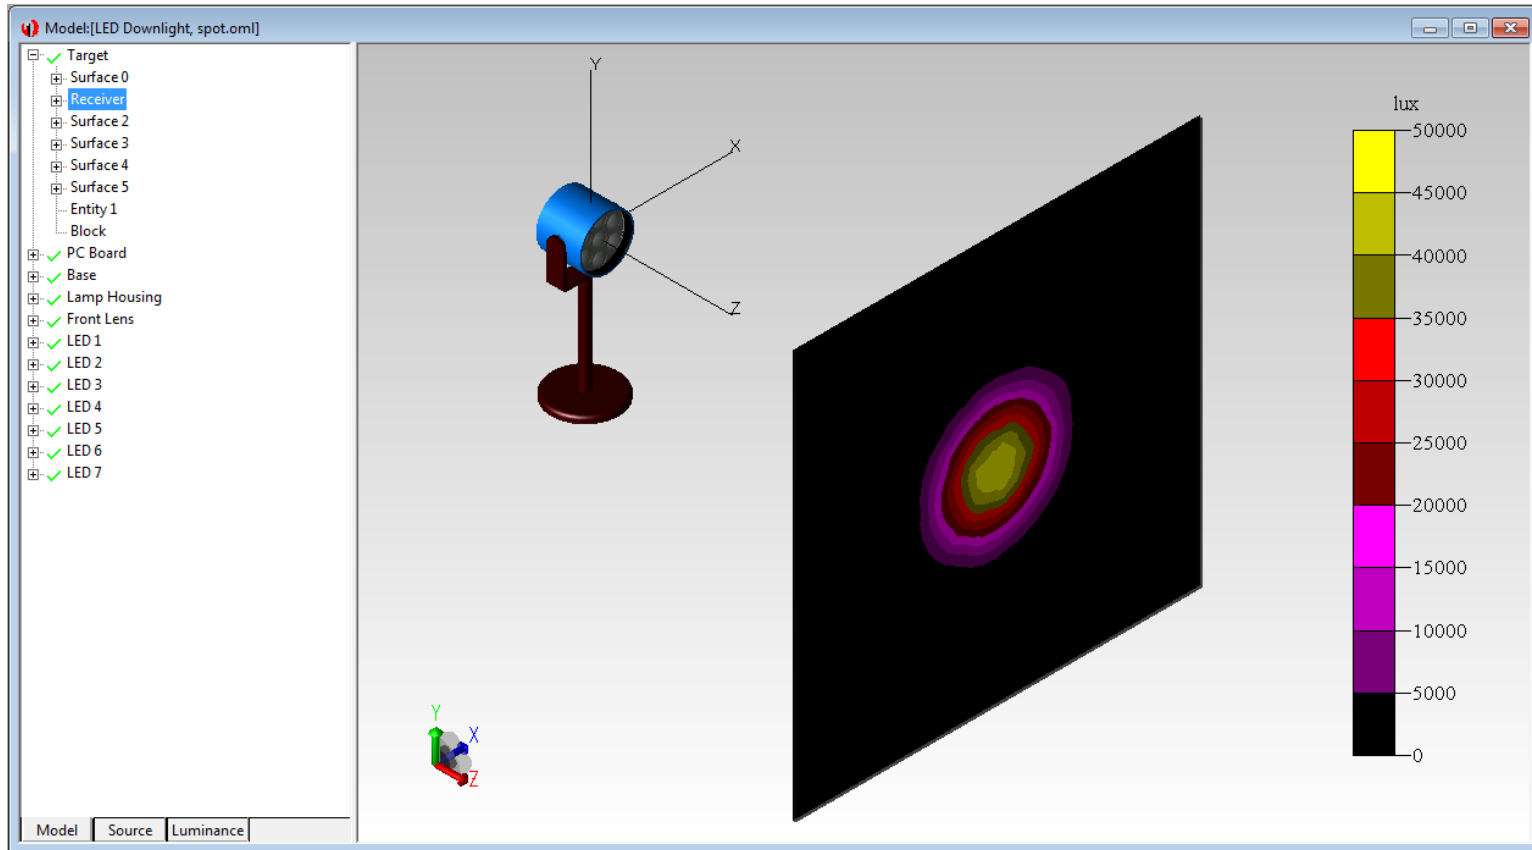 Model:[LED Downlight, spot.oml]
Target
Surface 0
Receiver
Surface 2
Surface 3
Surface 4
Surface 5
Entity 1
Block
PC Board
Base
Lamp Housing
Front Lens
LED 1
LED 2
LED 3
LED 4
LED 5
LED 6
LED 7
Model Source Luminance
Y
X
Z
Y
X
Z
lux
50000
45000
40000
35000
30000
25000
20000
15000
10000
5000
0